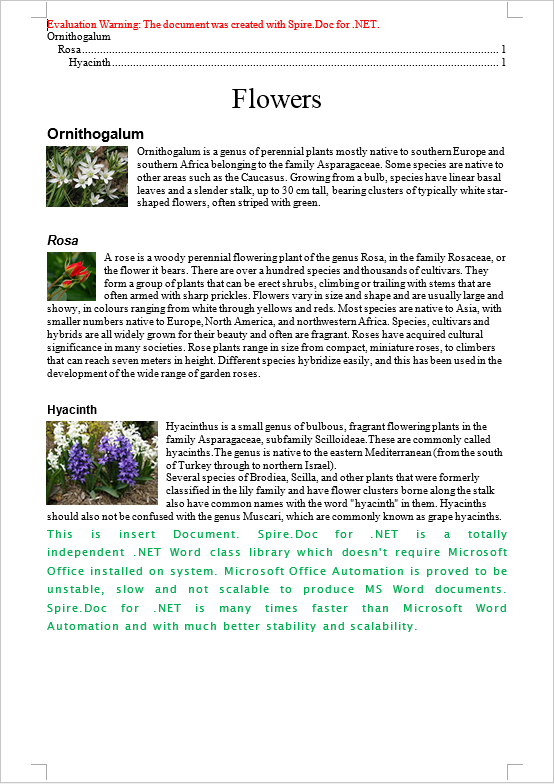 Evaluation Warning: The document was created with Spire.Doc for .NET.
Ornithogalum
Rosa........................................................................................................................................ 1
Hyacinth.................................................................................................................................... 1
Flowers
Ornithogalum
Ornithogalum is a genus of perennial plants mostly native to southern Europe and
southern Africa belonging to the family Asparagaceae. Some species are native to
other areas such as the Caucasus. Growing from a bulb, species have linear basal
leaves and a slender stalk, up to 30 cm tall, bearing clusters of typically white star-
shaped flowers, often striped with green.
Rosa
A rose is a woody perennial flowering plant of the genus Rosa, in the family Rosaceae, or
the flower it bears. There are over a hundred species and thousands of cultivars. They
form a group of plants that can be erect shrubs, climbing or trailing with stems that are
often armed with sharp prickles. Flowers vary in size and shape and are usually large and
showy, in colours ranging from white through yellows and reds. Most species are native to Asia, with
smaller numbers native to Europe, North America, and northwestern Africa. Species, cultivars and
hybrids are all widely grown for their beauty and often are fragrant. Roses have acquired cultural
significance in many societies. Rose plants range in size from compact, miniature roses, to climbers
that can reach seven meters in height. Different species hybridize easily, and this has been used in the
development of the wide range of garden roses.
Hyacinth
Hyacinthus is a small genus of bulbous, fragrant flowering plants in the
family Asparagaceae, subfamily Scilloideae.These are commonly called
hyacinths.The genus is native to the eastern Mediterranean (from the south
of Turkey through to northern Israel).
Several species of Brodiea, Scilla, and other plants that were formerly
classified in the lily family and have flower clusters borne along the stalk
also have common names with the word "hyacinth" in them. Hyacinths
should also not be confused with the genus Muscari, which are commonly known as grape hyacinths.
This is insert Document. Spire.Doc for .NET is a totally
independent .NET Word class library which doesn't require Microsoft
Office installed on system. Microsoft Office Automation is proved to be
unstable, slow and not scalable to produce MS Word documents.
Spire.Doc for .NET is many times faster than Microsoft Word
Automation and with much better stability and scalability.